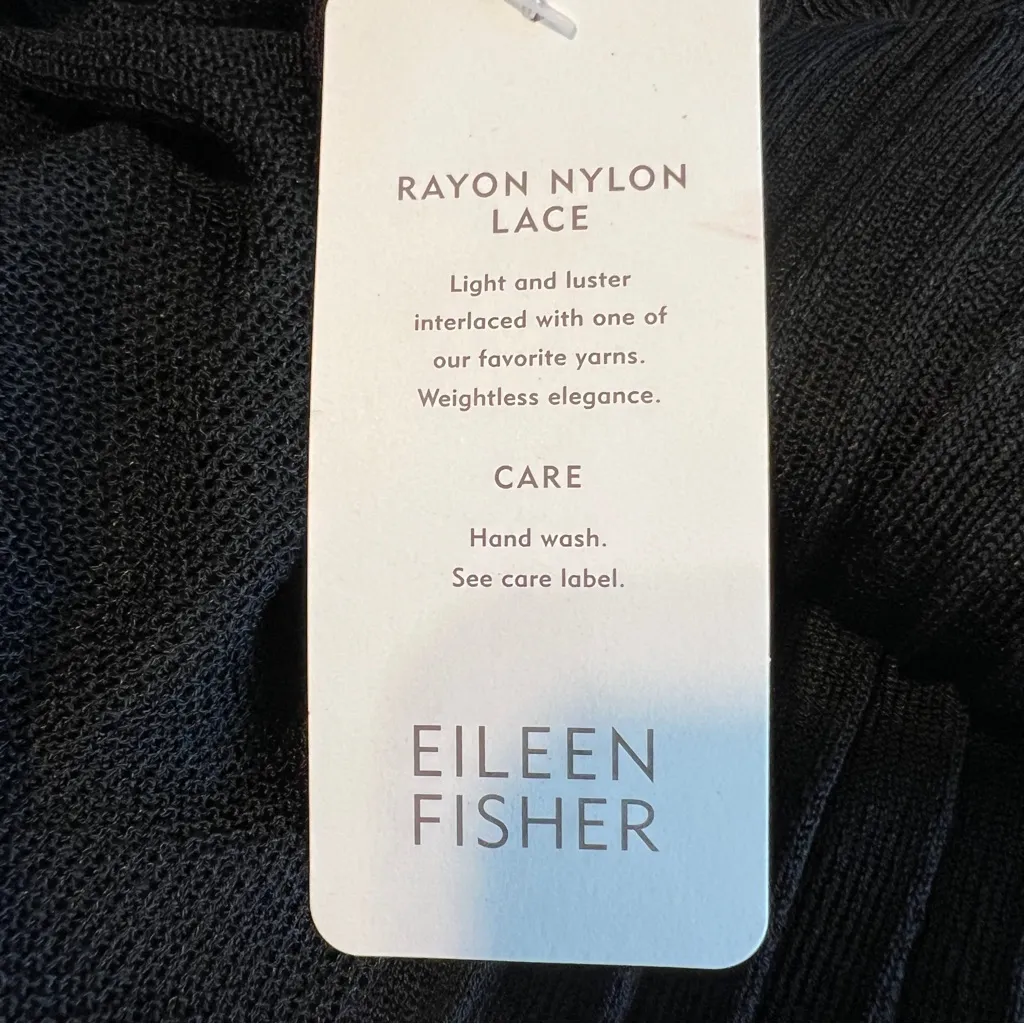 RAYON NYLON
LACE
Light and luster
interlaced with one of
our favorite yarns.
Weightless elegance.
CARE
Hand wash.
See care label.
EILEEN
FISHER